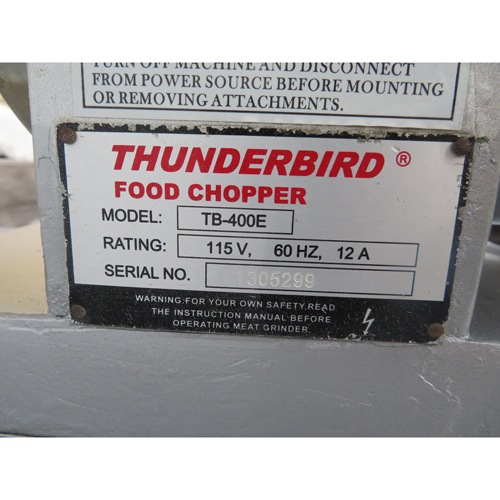 TURN OFF MACHINE AND DISCONNECT
FROM POWER SOURCE BEFORE MOUNTING
OR REMOVING ATTACHMENTS.
THUNDERBIRD ®
FOOD CHOPPER
MODEL: TB-400E
RATING: 115 V, 60 HZ, 12 A
SERIAL NO. 1305299
WARNING:FOR YOUR OWN SAFETY,READ
THE INSTRUCTION MANUAL BEFORE
OPERATING MEAT GRINDER